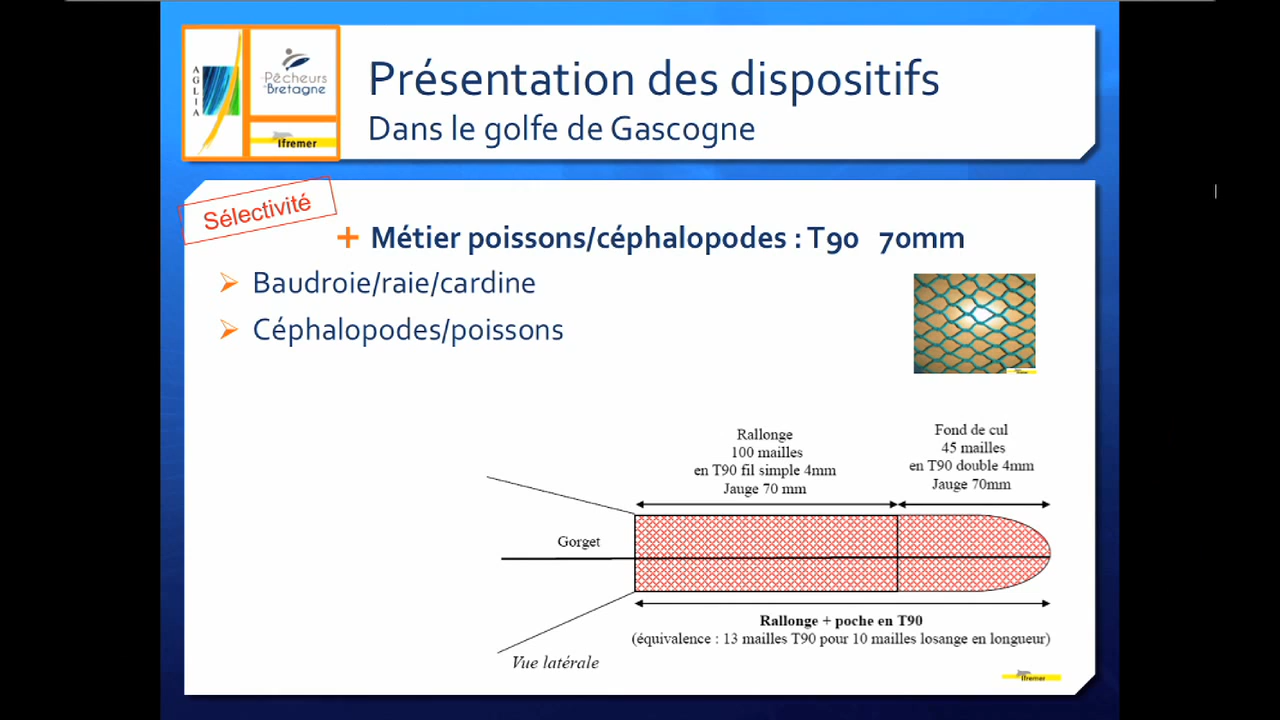 AGLIA
Pêcheurs
de Bretagne
Ifremer
Présentation des dispositifs
Dans le golfe de Gascogne
Sélectivité
+ Métier poissons/céphalopodes : T90 70mm
Baudroie/raie/cardine
Céphalopodes/poissons
Rallonge
100 mailles
en T90 fil simple 4mm
Jauge 70 mm
Fond de cul
45 mailles
en T90 double 4mm
Jauge 70mm
Gorget
Rallonge + poche en T90
(équivalence : 13 mailles T90 pour 10 mailles losange en longueur)
Vue latérale
Ifremer